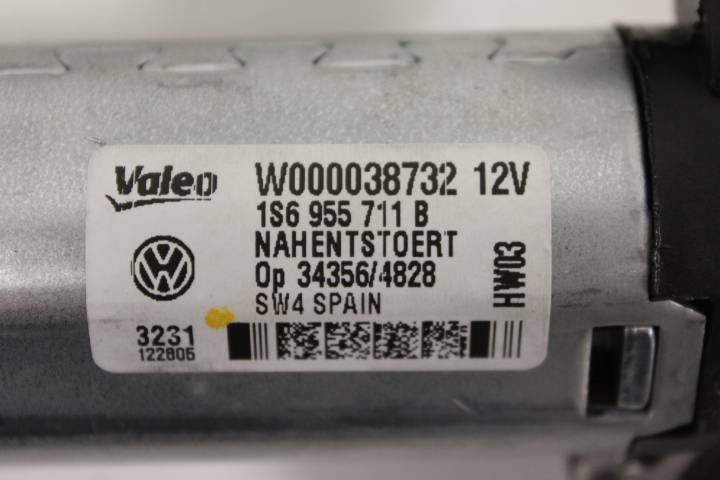 Valeo W000038732 12V
1S6 955 711 B
NAHENTSTOERT
Op 34356/4828
SW4 SPAIN
HW03
3231
122805